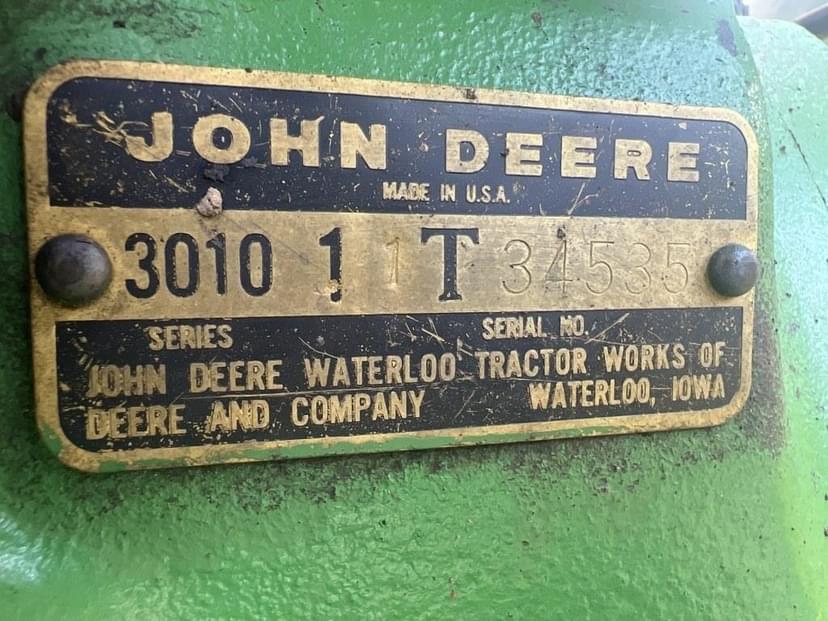 JOHN DEERE
MADE IN U.S.A.
3010 1 1 T 34535
SERIES SERIAL NO.
JOHN DEERE WATERLOO TRACTOR WORKS OF
DEERE AND COMPANY WATERLOO, IOWA